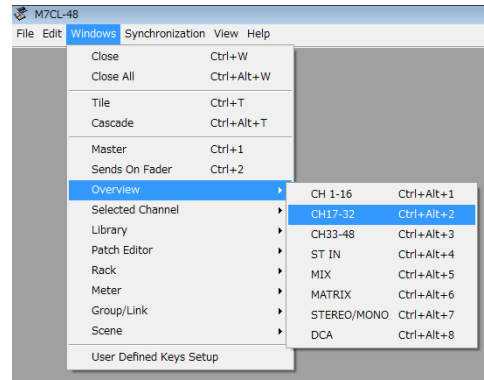 M7CL-48
File Edit Windows Synchronization View Help
Close Ctrl+W
Close All Ctrl+Alt+W
Tile Ctrl+T
Cascade Ctrl+Alt+T
Master Ctrl+1
Sends On Fader Ctrl+2
Overview
Selected Channel
Library
Patch Editor
Rack
Meter
Group/Link
Scene
User Defined Keys Setup
CH 1-16 Ctrl+Alt+1
CH17-32 Ctrl+Alt+2
CH33-48 Ctrl+Alt+3
ST IN Ctrl+Alt+4
MIX Ctrl+Alt+5
MATRIX Ctrl+Alt+6
STEREO/MONO Ctrl+Alt+7
DCA Ctrl+Alt+8